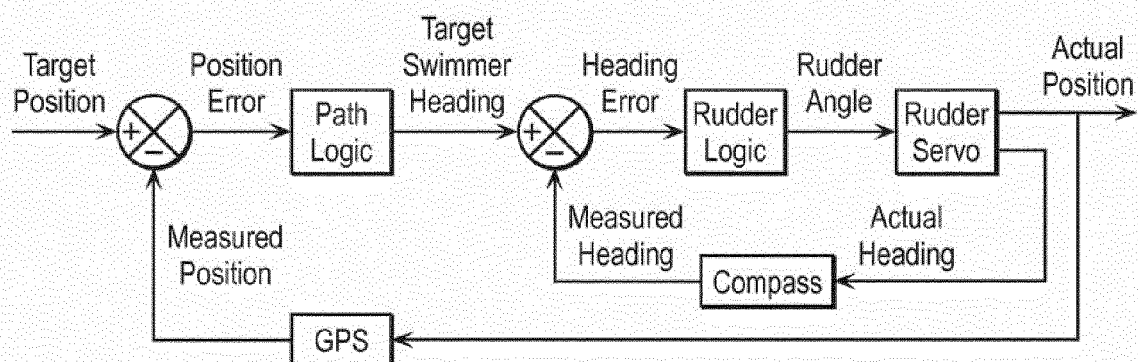 Target
Position
+
−
Position
Error
Path
Logic
Target
Swimmer
Heading
+
−
Heading
Error
Rudder
Logic
Rudder
Angle
Rudder
Servo
Actual
Position
Measured
Position
Measured
Heading
Compass
Actual
Heading
GPS